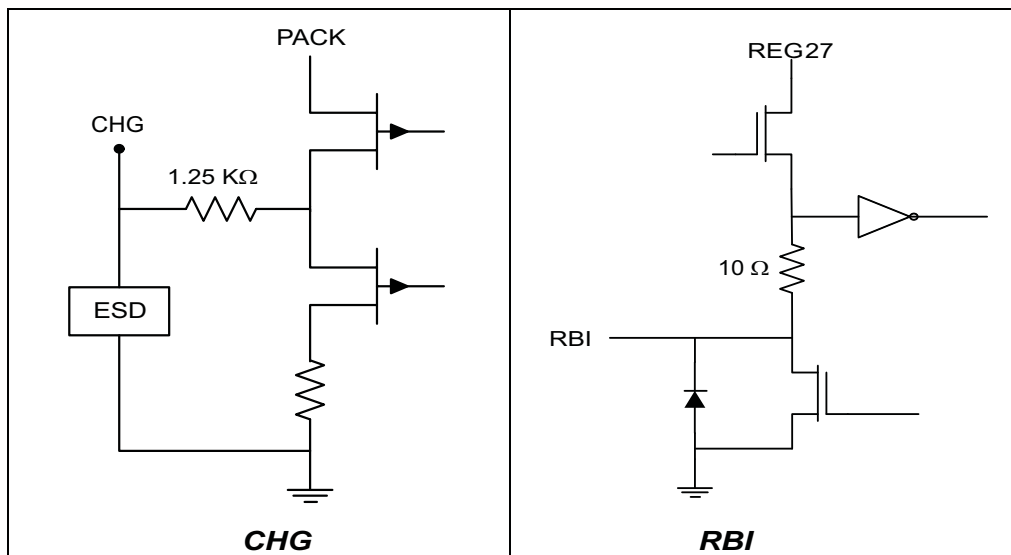 PACK
CHG
1.25 KΩ
ESD
CHG
REG27
10 Ω
RBI
RBI